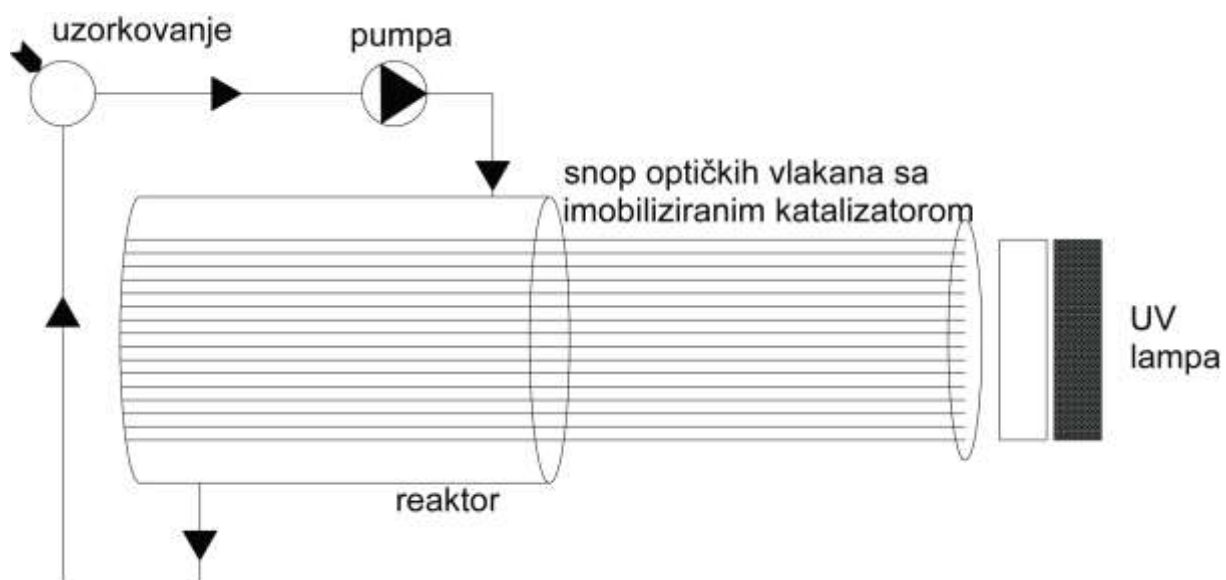 uzorkovanje
pumpa
snop optičkih vlakana sa
imobiliziranim katalizatorom
UV
lampa
reaktor